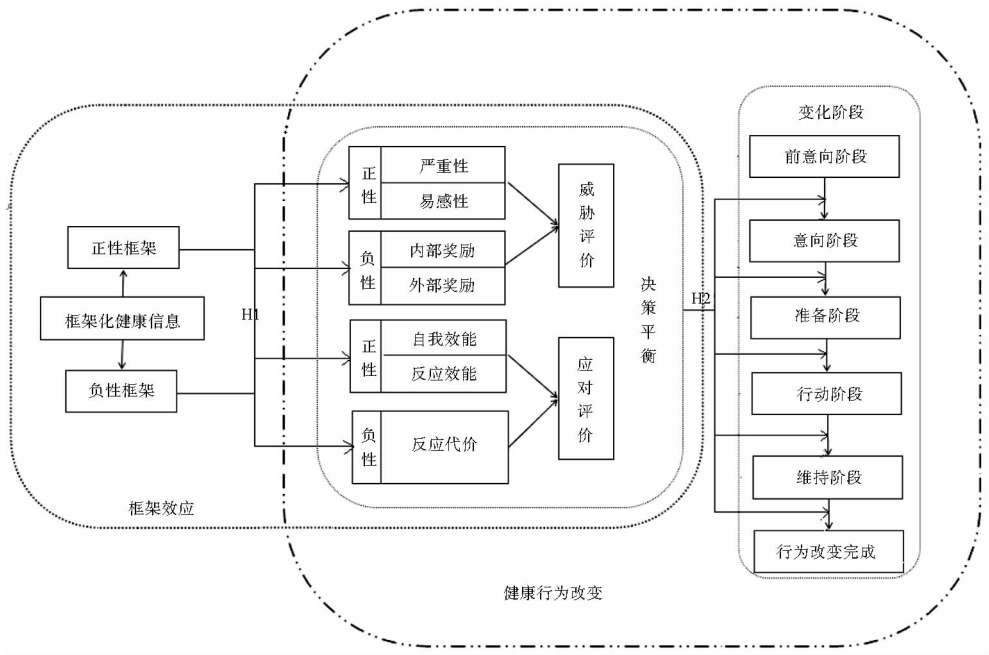 正性框架
框架化健康信息
负性框架
H1
框架效应
正性
严重性
易感性
负性
内部奖励
外部奖励
正性
自我效能
反应效能
负性
反应代价
威胁评价
应对评价
决策平衡
H2
变化阶段
前意向阶段
意向阶段
准备阶段
行动阶段
维持阶段
行为改变完成
健康行为改变